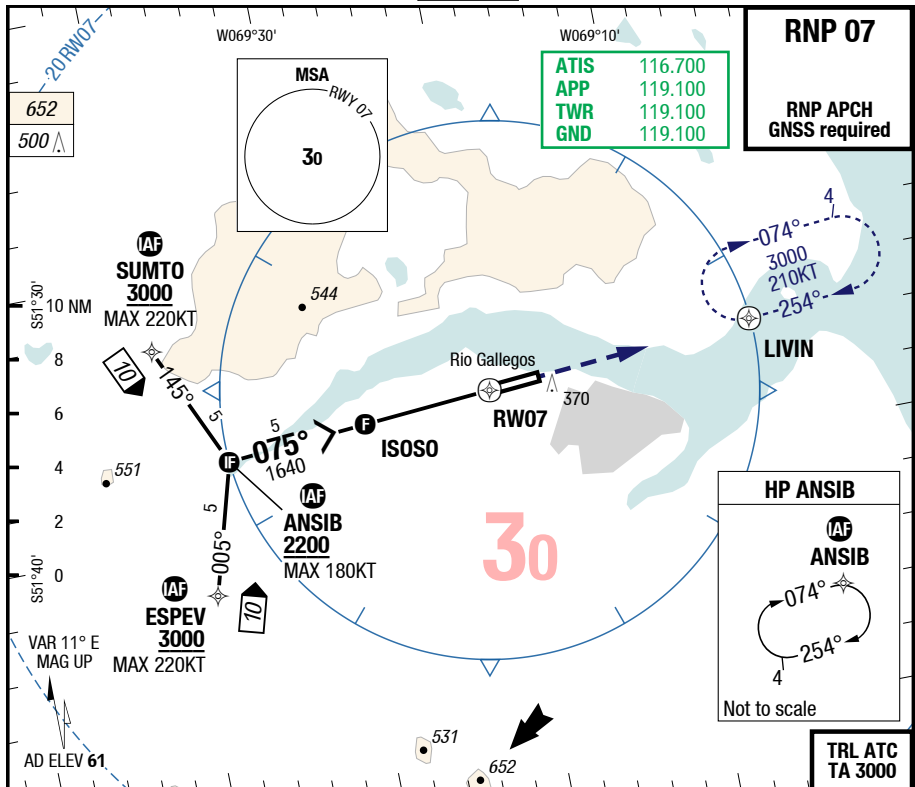 20 RW07
W069°30'
W069°10'
RNP 07
RNP APCH
GNSS required
652
500
MSA
RWY 07
30
ATIS 116.700
APP 119.100
TWR 119.100
GND 119.100
4
074°
3000
210KT
254°
LIVIN
IAF
SUMTO
3000
MAX 220KT
544
S51°30'
10 NM
8
6
4
2
0
S51°40'
10
145°
5
Rio Gallegos
370
RW07
5
075°
1640
F
ISOSO
IF
551
IAF
ANSIB
2200
MAX 180KT
5
005°
10
IAF
ESPEV
3000
MAX 220KT
30
HP ANSIB
IAF
ANSIB
074°
254°
4
Not to scale
VAR 11° E
MAG UP
AD ELEV 61
531
652
TRL ATC
TA 3000